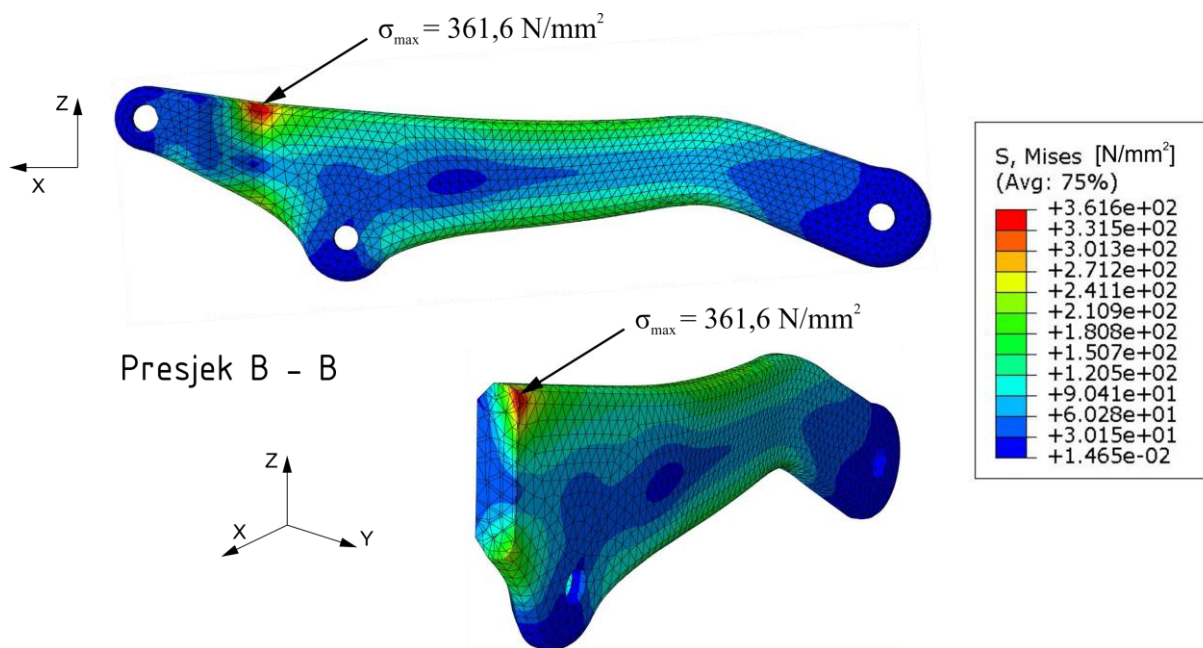 σmax = 361,6 N/mm²
Z
X
S, Mises [N/mm²]
(Avg: 75%)
+3.616e+02
+3.315e+02
+3.013e+02
+2.712e+02
+2.411e+02
+2.109e+02
+1.808e+02
+1.507e+02
+1.205e+02
+9.041e+01
+6.028e+01
+3.015e+01
+1.465e-02
σmax = 361,6 N/mm²
Presjek B - B
Z
X
Y